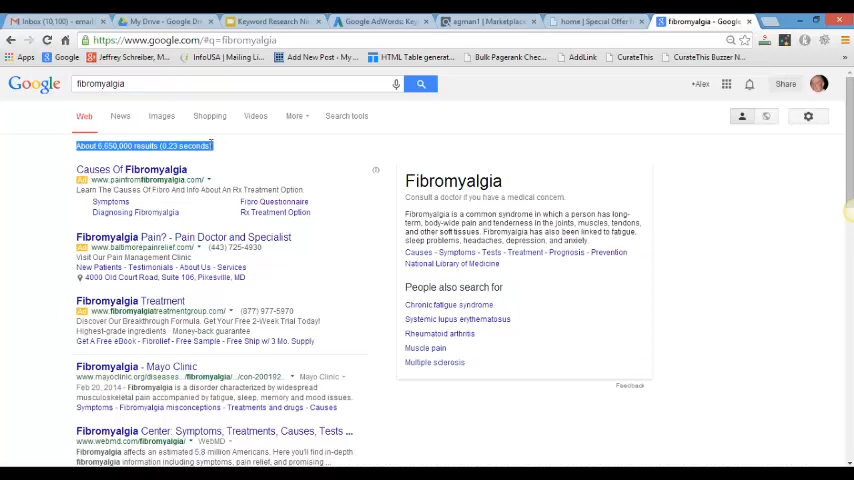 Inbox (10,100) - email
My Drive - Google Dr
Keyword Research Ni
Google AdWords: Key
agman1 | Marketplac
home | Special Offer
fibromyalgia - Google
https://www.google.com/#q=fibromyalgia
Apps Google Jeffrey Schreiber, M... InfoUSA | Mailing Li... Add New Post ‹ My ... HTML Table generat... Bulk Pagerank Chec... AddLink CurateThis CurateThis Buzzer N...
Google fibromyalgia +Alex Share
Web News Images Shopping Videos More Search tools
About 6,650,000 results (0.23 seconds)
Causes Of Fibromyalgia
Ad www.painfromfibromyalgia.com/
Learn The Causes Of Fibro And Info About An Rx Treatment Option.
Symptoms Fibro Questionnaire
Diagnosing Fibromyalgia Rx Treatment Option
Fibromyalgia Pain? - Pain Doctor and Specialist
Ad www.baltimorepainrelief.com/ (443) 725-4930
Visit Our Pain Management Clinic
New Patients - Testimonials - About Us - Services
4000 Old Court Road, Suite 106, Pikesville, MD
Fibromyalgia Treatment
Ad www.fibromyalgiatreatmentgroup.com/ (877) 977-5970
Discover Our Breakthrough Formula. Get Your Free 2-Week Trial Today!
Highest-grade ingredients · Money-back guarantee
Get A Free eBook - Fibrolief - Free Sample - Free Ship w/ 3 Mo. Supply
Fibromyalgia - Mayo Clinic
www.mayoclinic.org/diseases.../fibromyalgia/.../con-200192... Mayo Clinic
Feb 20, 2014 - Fibromyalgia is a disorder characterized by widespread
musculoskeletal pain accompanied by fatigue, sleep, memory and mood issues.
Symptoms - Fibromyalgia misconceptions - Treatments and drugs - Causes
Fibromyalgia Center: Symptoms, Treatments, Causes, Tests ...
www.webmd.com/fibromyalgia/ WebMD
Fibromyalgia affects an estimated 5.8 million Americans. Here'll you find in-depth
fibromyalgia information including symptoms, pain relief, and promising ...
Fibromyalgia
Consult a doctor if you have a medical concern.
Fibromyalgia is a common syndrome in which a person has long-
term, body-wide pain and tenderness in the joints, muscles, tendons,
and other soft tissues. Fibromyalgia has also been linked to fatigue,
sleep problems, headaches, depression, and anxiety.
Causes - Symptoms - Tests - Treatment - Prognosis - Prevention
National Library of Medicine
People also search for
Chronic fatigue syndrome
Systemic lupus erythematosus
Rheumatoid arthritis
Muscle pain
Multiple sclerosis
Feedback